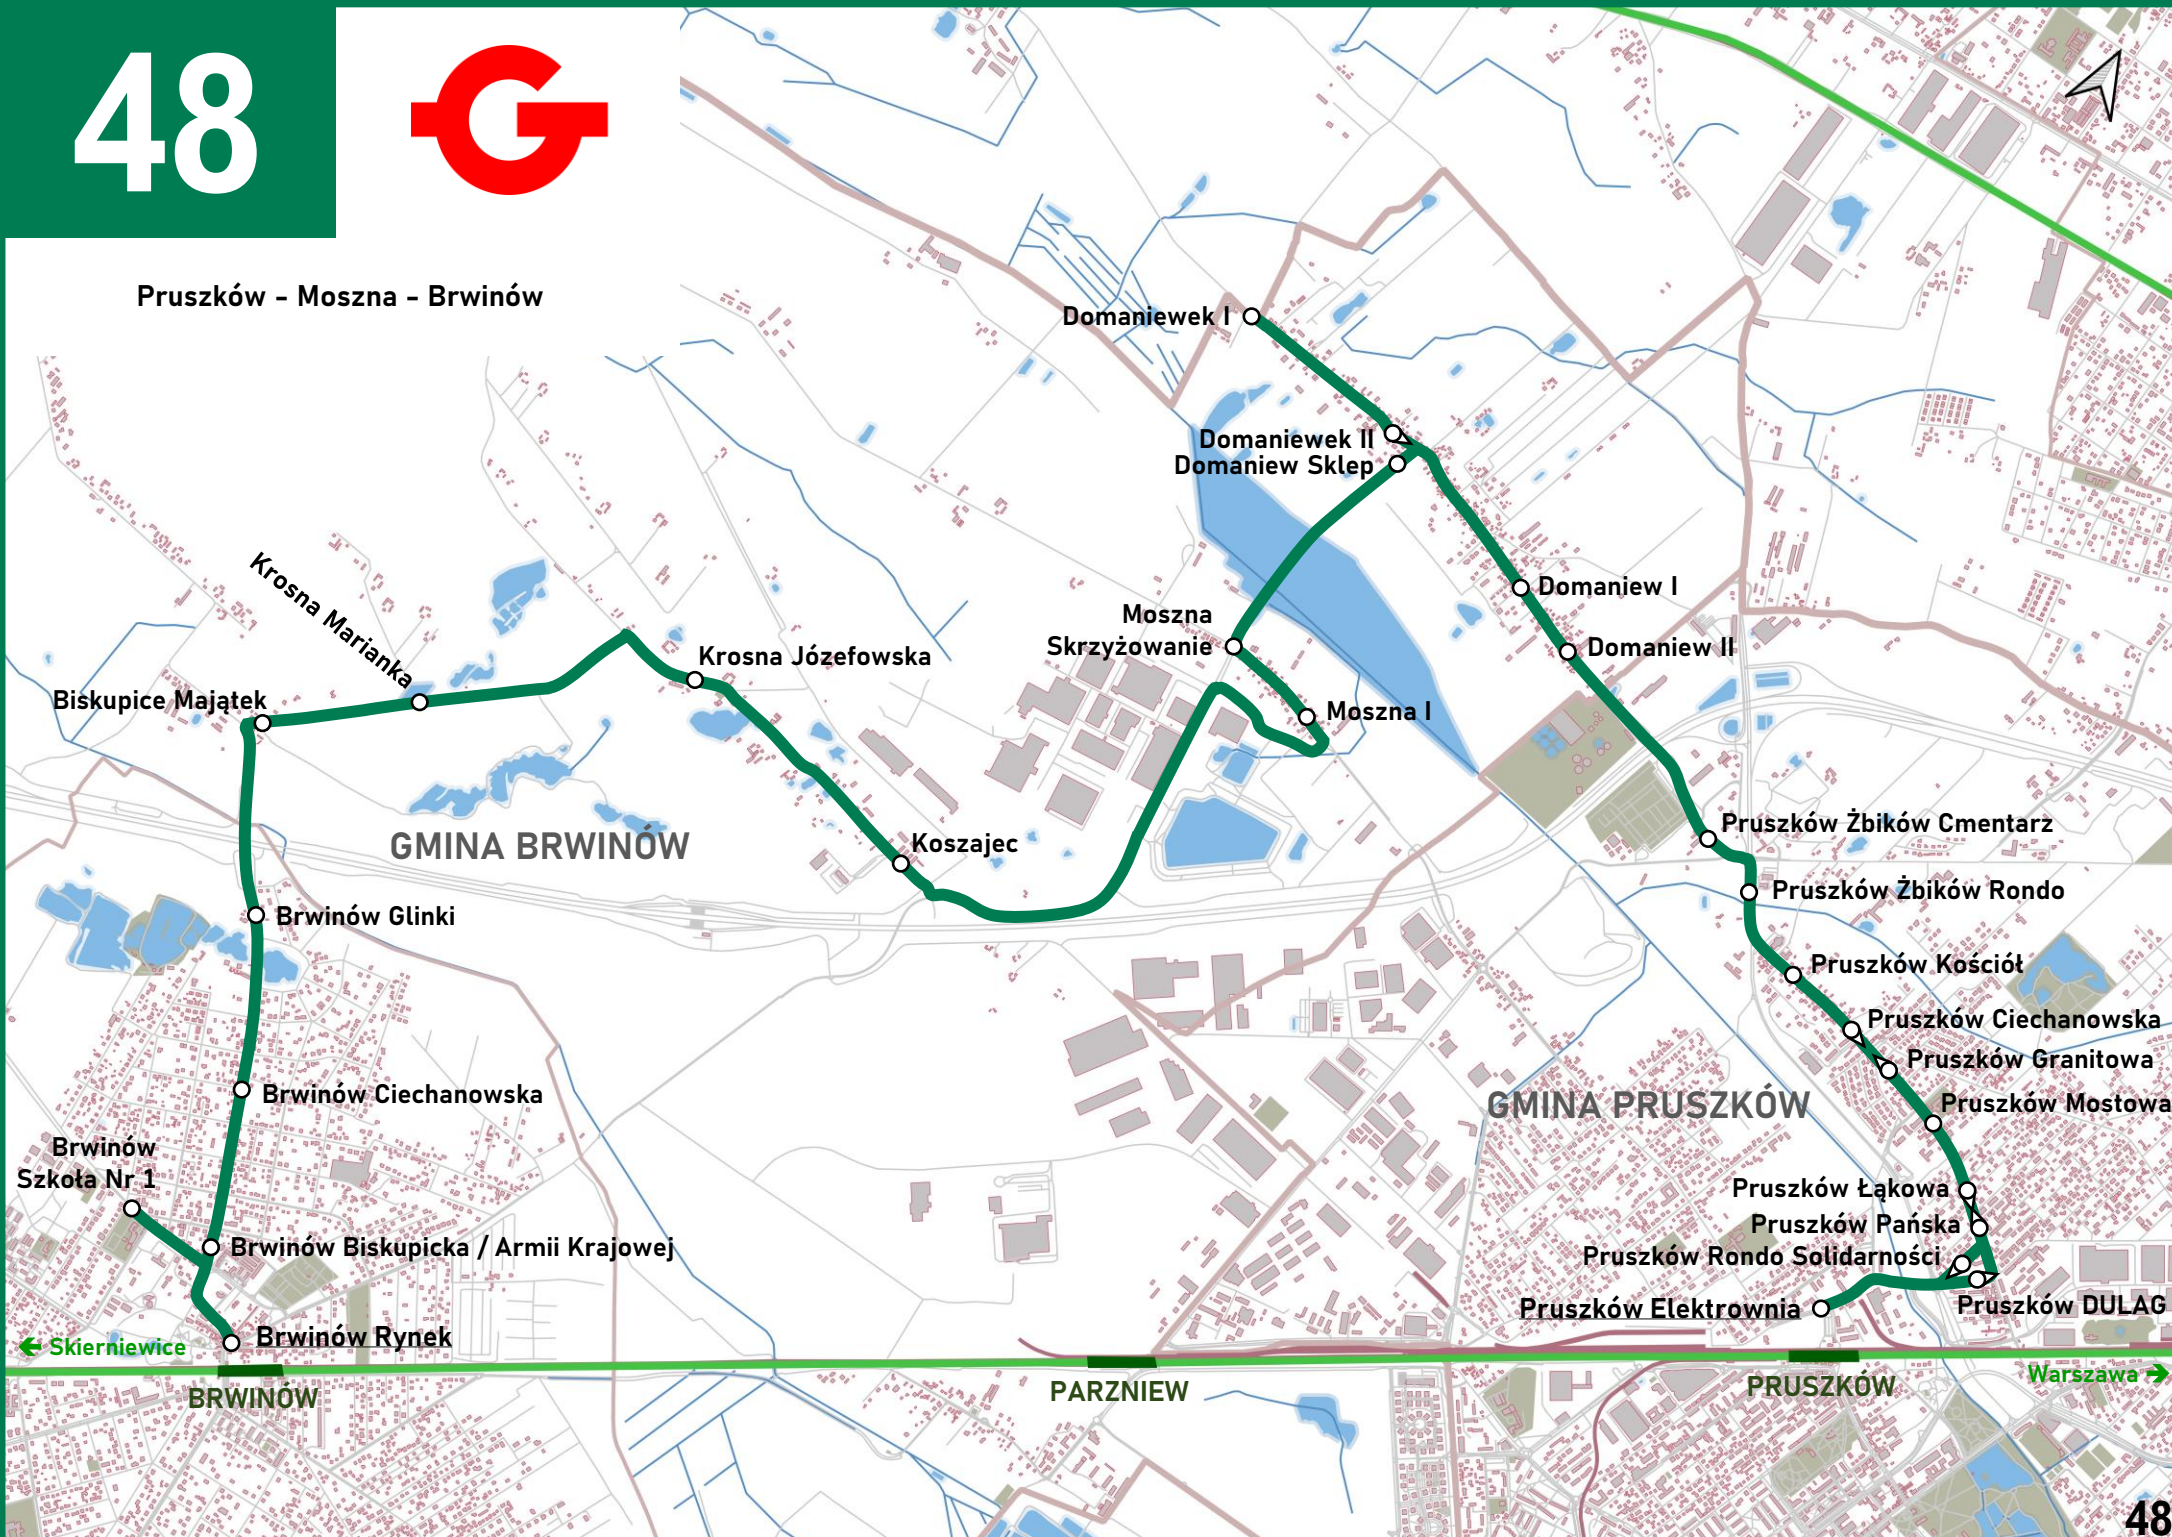 48
G
Pruszków - Moszna - Brwinów
Domaniewek I
Domaniewek II
Domaniew Sklep
Krosna Marianka
Domaniew I
Moszna
Skrzyżowanie
Domaniew II
Krosna Józefowska
Biskupice Majątek
Moszna I
Pruszków Żbików Cmentarz
GMINA BRWINÓW
Koszajec
Pruszków Żbików Rondo
Brwinów Glinki
Pruszków Kościół
Pruszków Ciechanowska
Pruszków Granitowa
Brwinów Ciechanowska
GMINA PRUSZKÓW
Pruszków Mostowa
Brwinów
Szkoła Nr 1
Pruszków Łąkowa
Pruszków Pańska
Brwinów Biskupicka / Armii Krajowej
Pruszków Rondo Solidarności
Pruszków Elektrownia
Pruszków DULAG
Brwinów Rynek
← Skierniewice
Warszawa →
BRWINÓW
PARZNIEW
PRUSZKÓW
48